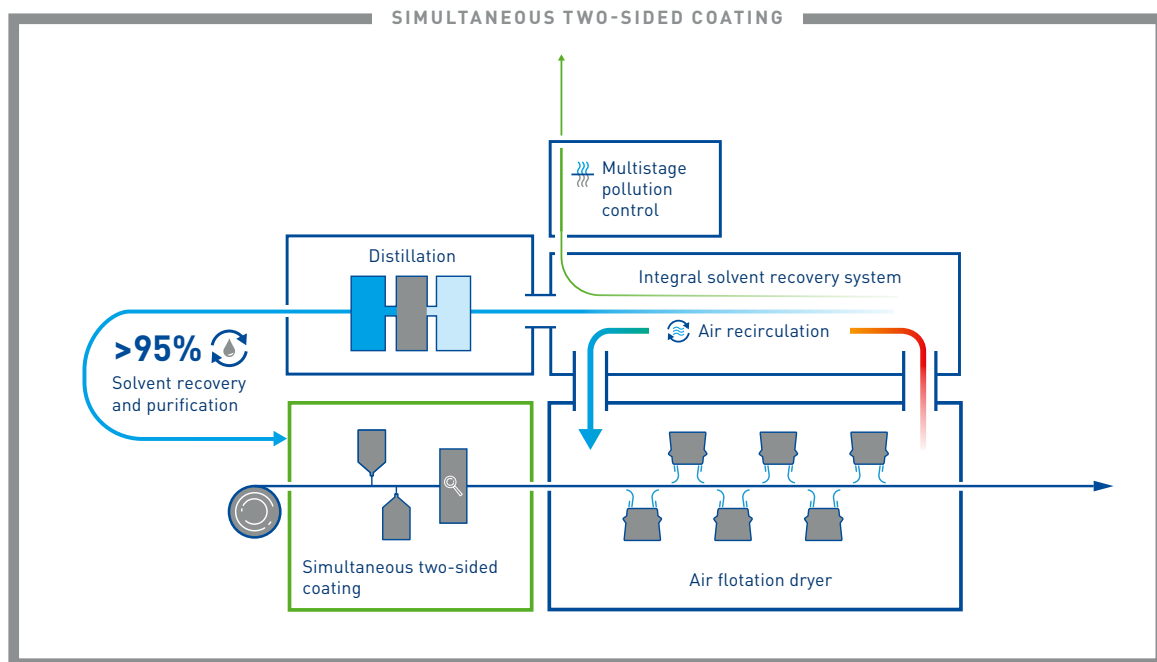 SIMULTANEOUS TWO-SIDED COATING
Multistage
pollution
control
Distillation
Integral solvent recovery system
Air recirculation
>95%
Solvent recovery
and purification
Simultaneous two-sided
coating
Air flotation dryer